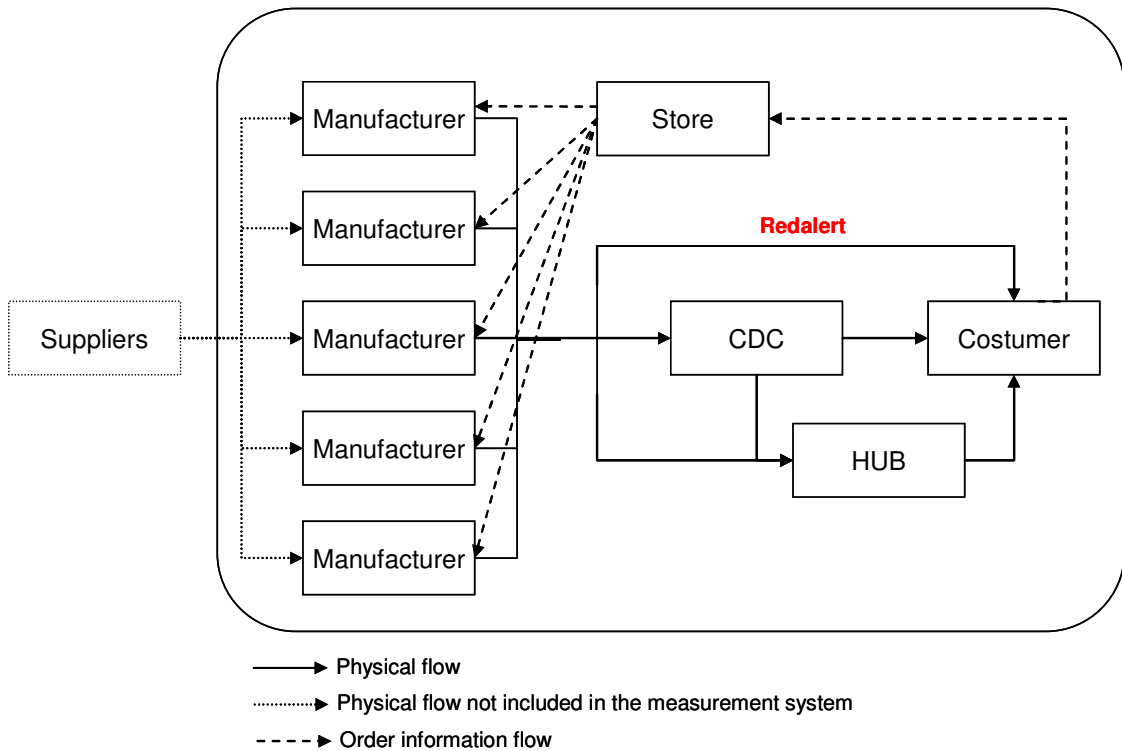 Manufacturer
Store
Manufacturer
Redalert
Suppliers
Manufacturer
CDC
Costumer
Manufacturer
HUB
Manufacturer
Physical flow
Physical flow not included in the measurement system
Order information flow